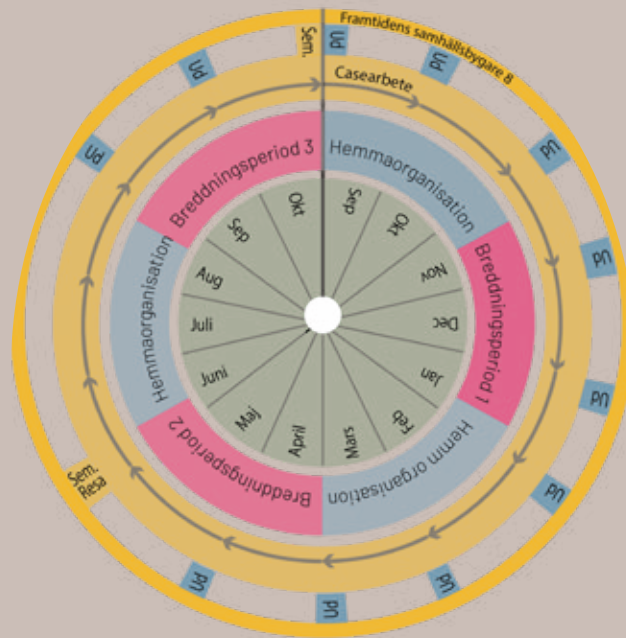 Framtidens samhällsbygare 8
Ud
Ud
Ud
Ud
Ud
Ud
Ud
Ud
Ud
Sem.
Resa
Ud
Ud
Sem.
Casearbete
Hemmaorganisation
Breddningsperiod 1
Hemm organisation
Breddningsperiod 2
Hemmaorganisation
Breddningsperiod 3
Sep
Okt
Nov
Dec
Jan
Feb
Mars
April
Maj
Juni
Juli
Aug
Sep
Okt